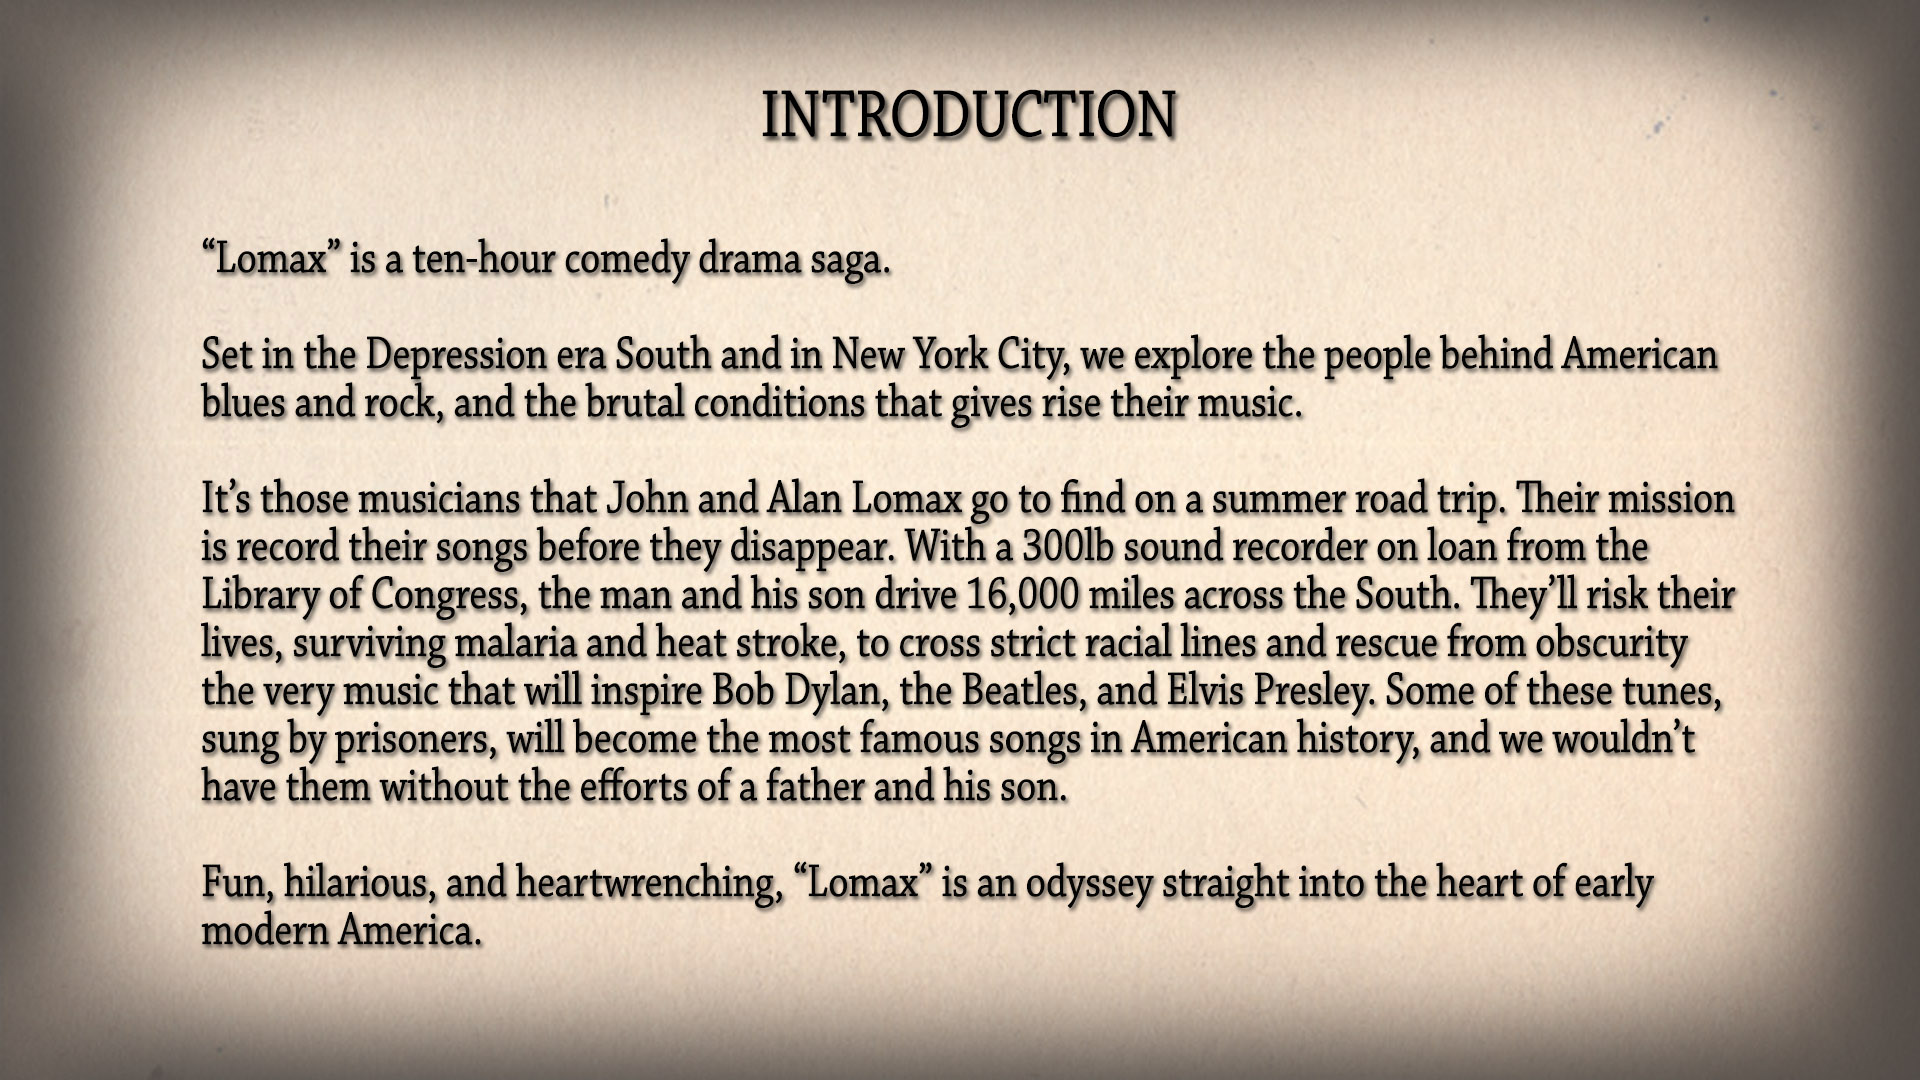 INTRODUCTION
“Lomax” is a ten-hour comedy drama saga.
Set in the Depression era South and in New York City, we explore the people behind American
blues and rock, and the brutal conditions that gives rise their music.
It’s those musicians that John and Alan Lomax go to find on a summer road trip. Their mission
is record their songs before they disappear. With a 300lb sound recorder on loan from the
Library of Congress, the man and his son drive 16,000 miles across the South. They’ll risk their
lives, surviving malaria and heat stroke, to cross strict racial lines and rescue from obscurity
the very music that will inspire Bob Dylan, the Beatles, and Elvis Presley. Some of these tunes,
sung by prisoners, will become the most famous songs in American history, and we wouldn’t
have them without the efforts of a father and his son.
Fun, hilarious, and heartwrenching, “Lomax” is an odyssey straight into the heart of early
modern America.